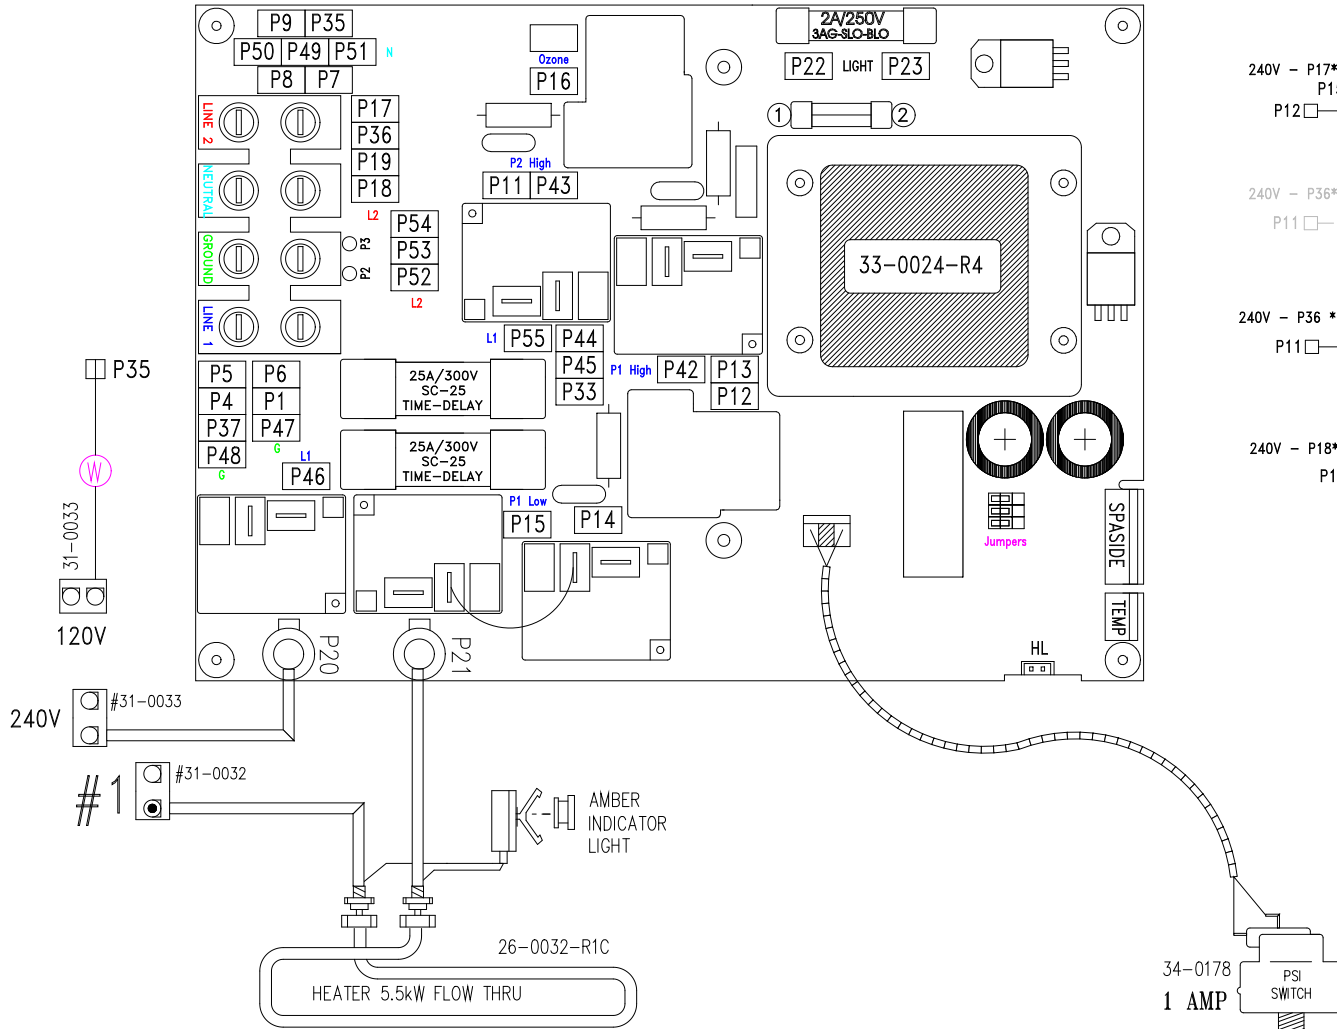 P9 P35
P50 P49 P51 N
P8 P7
LINE 2
NEUTRAL
GROUND
LINE 1
P17
P36
P19
P18
L2
P3
P2
P54
P53
P52
L2
Ozone
P16
P2 High
P11 P43
2A/250V
3AG-SLO-BLO
P22 LIGHT P23
1 2
33-0024-R4
240V - P17*
P12
240V - P36*
P11
240V - P36 *
P11
240V - P18*
L1 P55 P44
P45
P33
P1 High P42 P13
P12
P35
W
31-0033
120V
P5 P6
P4 P1
P37 P47
P48 G
G
L1
P46
25A/300V
SC-25
TIME-DELAY
25A/300V
SC-25
TIME-DELAY
P1 Low
P15 P14
Jumpers
SPASIDE
TEMP
HL
P20
P21
240V
#31-0033
#1
#31-0032
AMBER
INDICATOR
LIGHT
26-0032-R1C
HEATER 5.5kW FLOW THRU
34-0178
1 AMP
PSI
SWITCH